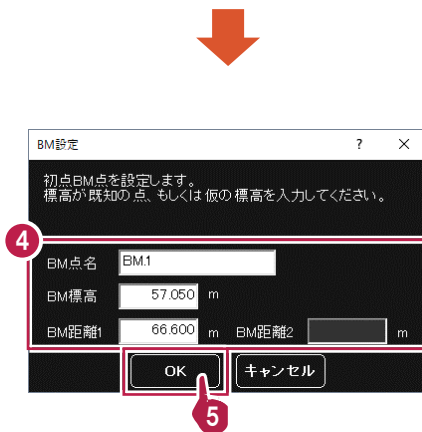 BM設定 ? ×
初点BM点を設定します。
標高が既知の点、もしくは仮の標高を入力してください。
4
BM点名 BM.1
BM標高 57.050 m
BM距離1 66.600 m BM距離2 m
OK キャンセル
5